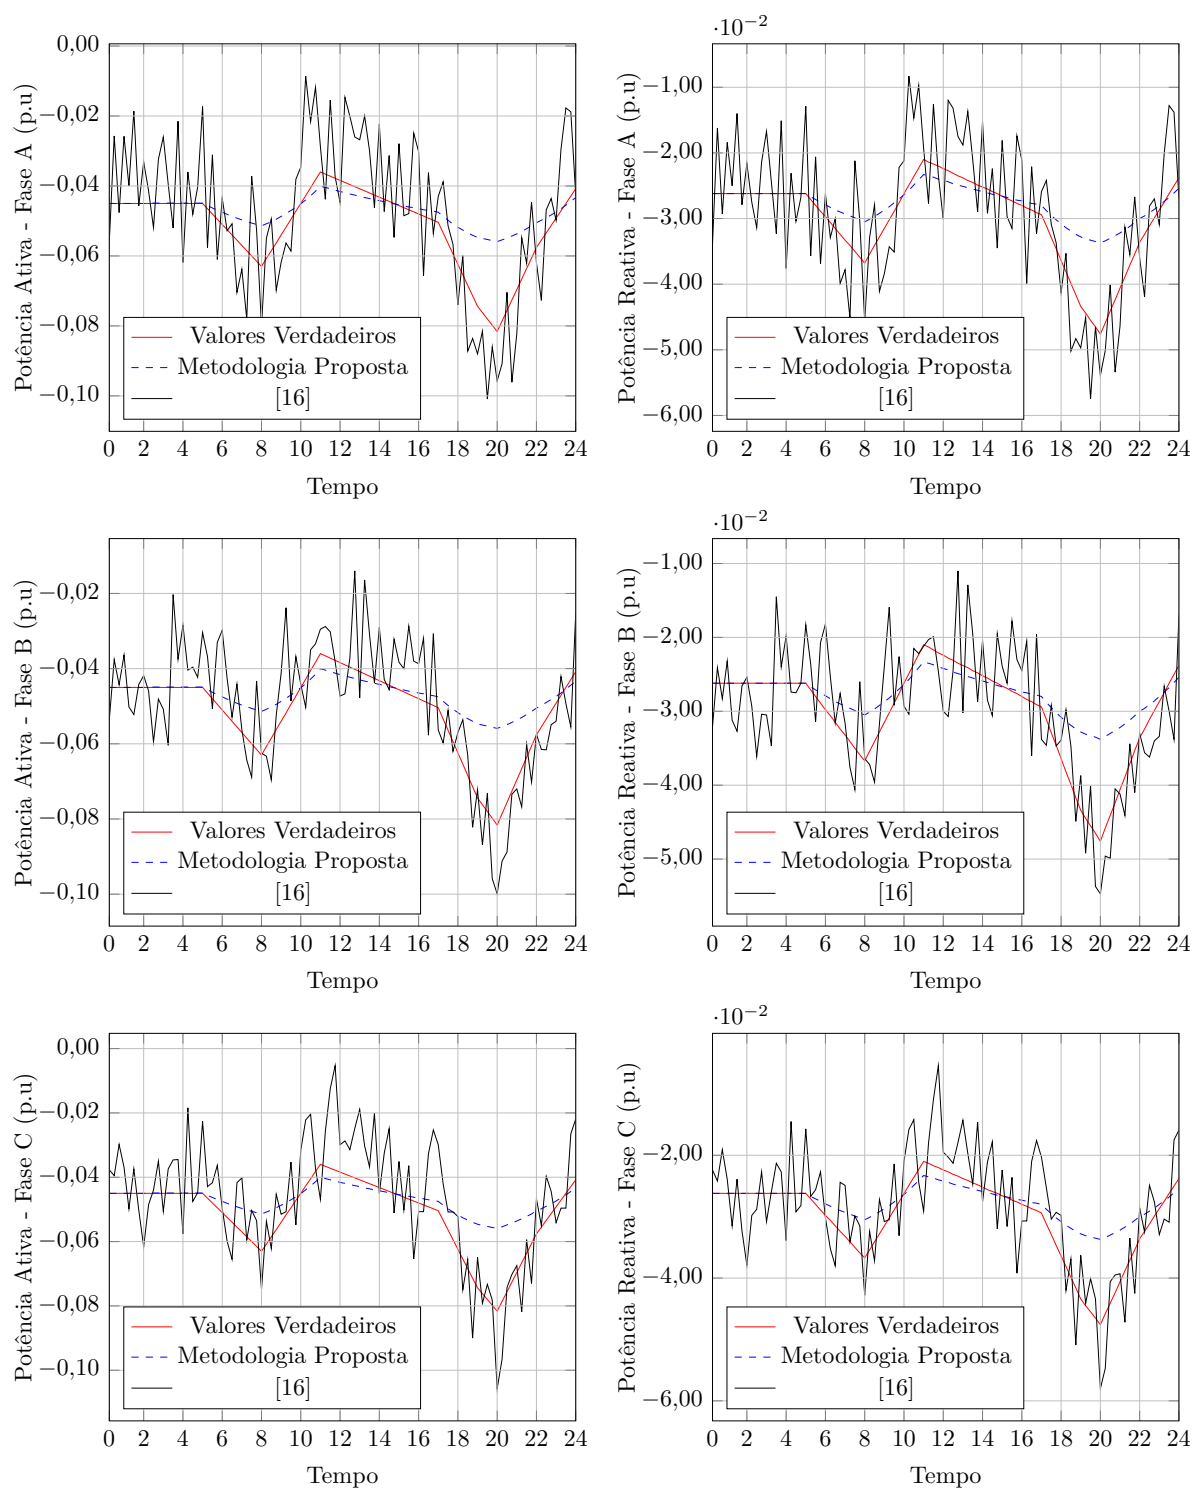 Potência Ativa - Fase A (p.u)
0,00
−0,02
−0,04
−0,06
−0,08
−0,10
Valores Verdadeiros
Metodologia Proposta
[16]
0 2 4 6 8 10 12 14 16 18 20 22 24
Tempo
·10−2
Potência Reativa - Fase A (p.u)
−1,00
−2,00
−3,00
−4,00
−5,00
−6,00
Valores Verdadeiros
Metodologia Proposta
[16]
0 2 4 6 8 10 12 14 16 18 20 22 24
Tempo
Potência Ativa - Fase B (p.u)
−0,02
−0,04
−0,06
−0,08
−0,10
Valores Verdadeiros
Metodologia Proposta
[16]
0 2 4 6 8 10 12 14 16 18 20 22 24
Tempo
·10−2
Potência Reativa - Fase B (p.u)
−1,00
−2,00
−3,00
−4,00
−5,00
Valores Verdadeiros
Metodologia Proposta
[16]
0 2 4 6 8 10 12 14 16 18 20 22 24
Tempo
Potência Ativa - Fase C (p.u)
0,00
−0,02
−0,04
−0,06
−0,08
−0,10
Valores Verdadeiros
Metodologia Proposta
[16]
0 2 4 6 8 10 12 14 16 18 20 22 24
Tempo
·10−2
Potência Reativa - Fase C (p.u)
−2,00
−4,00
−6,00
Valores Verdadeiros
Metodologia Proposta
[16]
0 2 4 6 8 10 12 14 16 18 20 22 24
Tempo